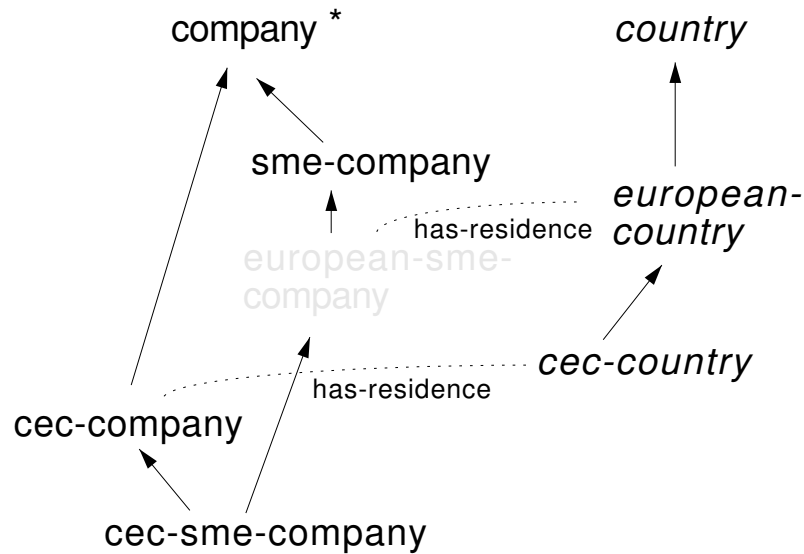 company *
country
sme-company
european-
country
has-residence
european-sme-
company
cec-country
has-residence
cec-company
cec-sme-company